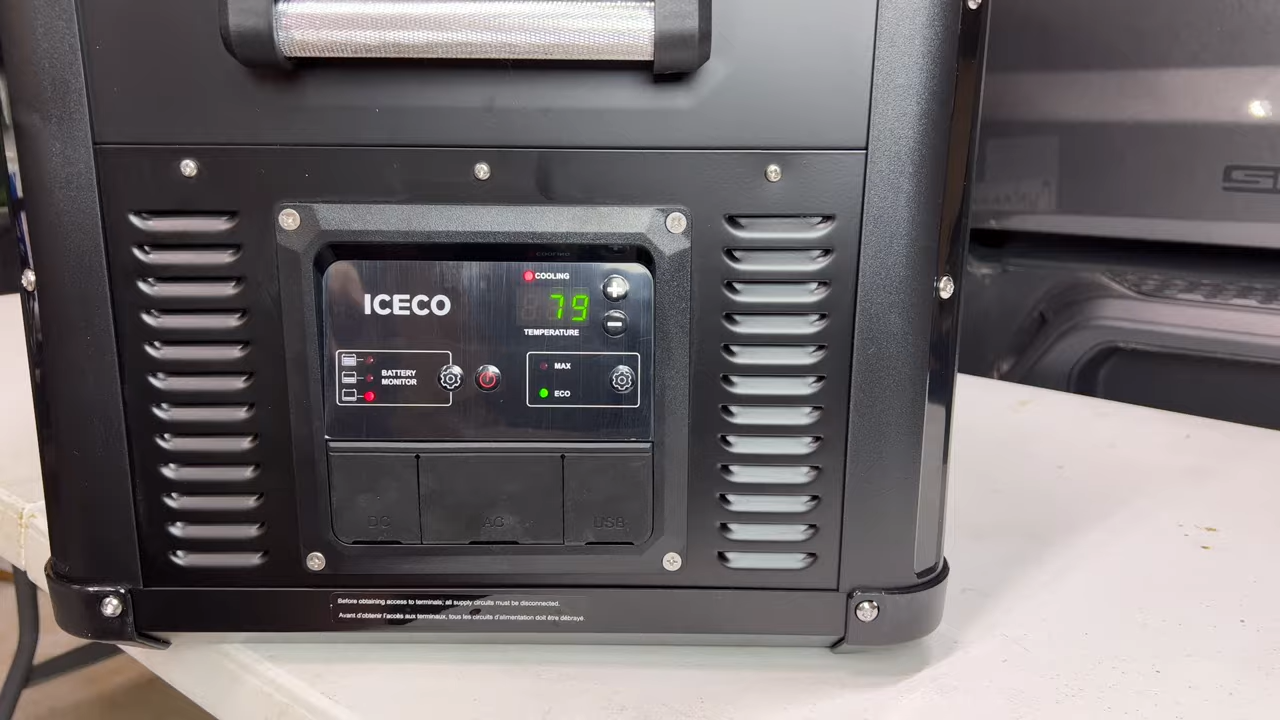 COOLING
ICECO
79
TEMPERATURE
BATTERY
MONITOR
MAX
ECO
DC
AC
USB
Before obtaining access to terminals, all supply circuits must be disconnected.
Avant d'obtenir l'accès aux terminaux, tous les circuits d'alimentation doit être débrayé.